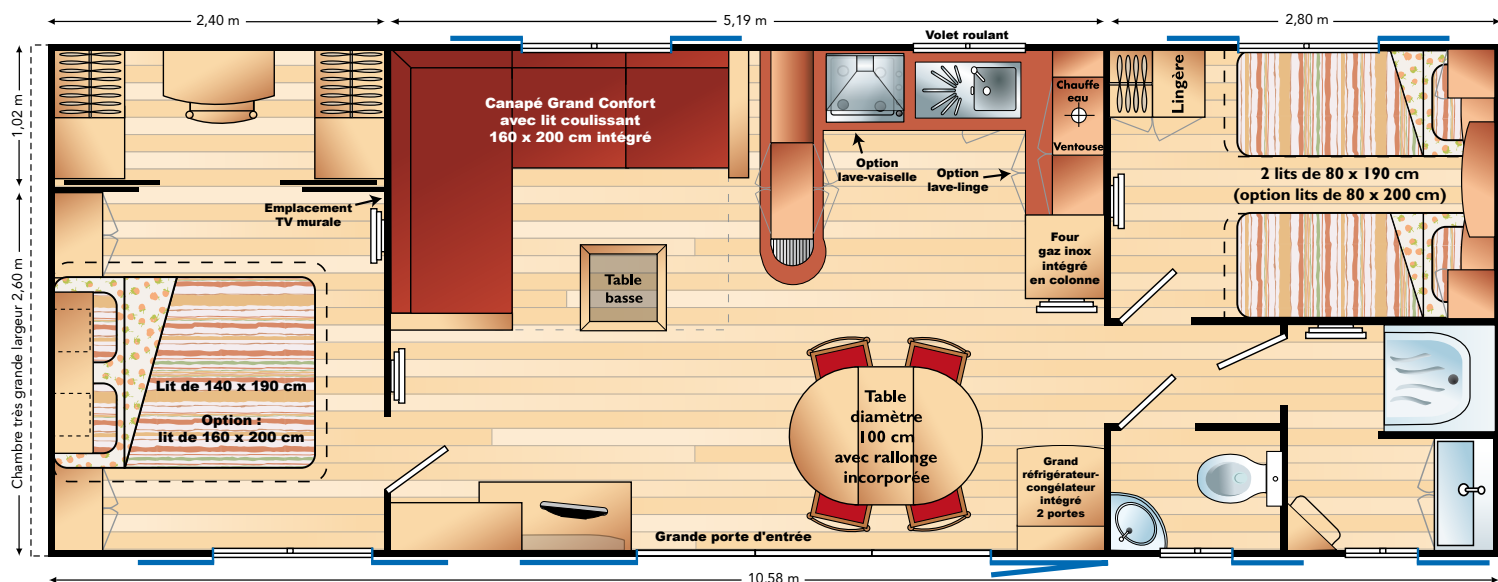 2,40 m
5,19 m
2,80 m
Volet roulant
1,02 m
Canapé Grand Confort
avec lit coulissant
160 x 200 cm intégré
Chauffe
eau
Ventouse
Lingère
Option
lave-vaiselle
Option
lave-linge
2 lits de 80 x 190 cm
(option lits de 80 x 200 cm)
Emplacement
TV murale
Four
gaz inox
intégré
en colonne
Table
basse
Chambre très grande largeur 2,60 m
Lit de 140 x 190 cm
Option :
lit de 160 x 200 cm
Table
diamètre
100 cm
avec rallonge
incorporée
Grand
réfrigérateur-
congélateur
intégré
2 portes
Grande porte d'entrée
10,58 m